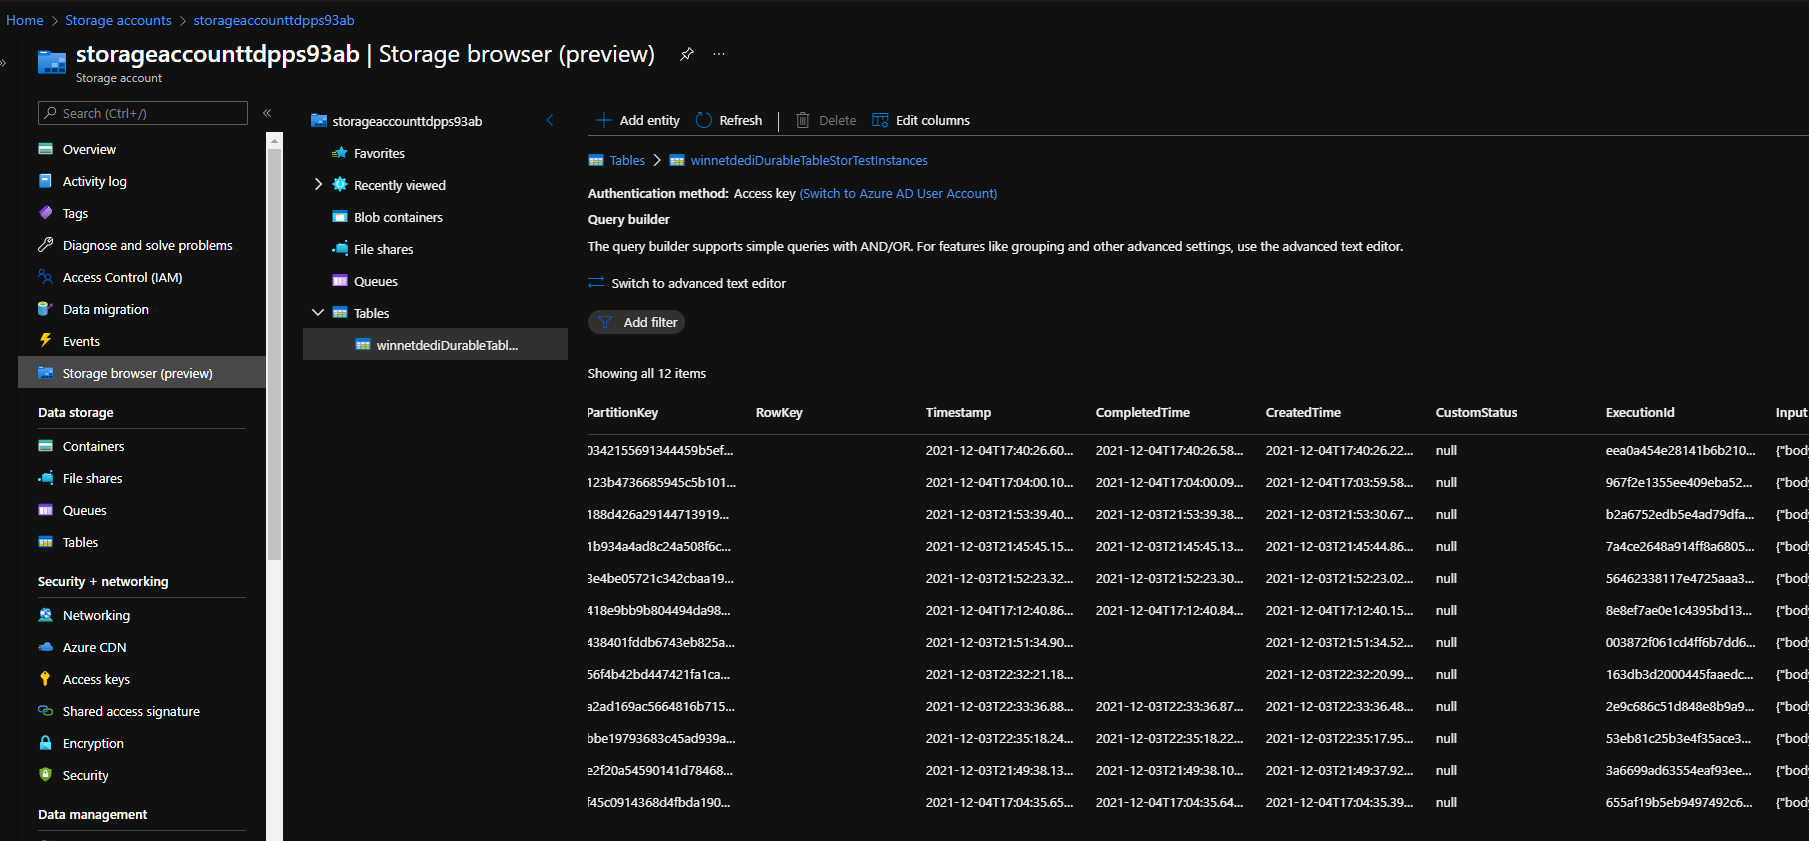 Home > Storage accounts > storageaccounttdpps93ab
storageaccounttdpps93ab | Storage browser (preview) ...
Storage account
Search (Ctrl+/)
Overview
Activity log
Tags
Diagnose and solve problems
Access Control (IAM)
Data migration
Events
Storage browser (preview)
Data storage
Containers
File shares
Queues
Tables
Security + networking
Networking
Azure CDN
Access keys
Shared access signature
Encryption
Security
Data management
storageaccounttdpps93ab
Favorites
Recently viewed
Blob containers
File shares
Queues
Tables
winnetdediDurableTabl...
Add entity Refresh Delete Edit columns
Tables > winnetdediDurableTableStorTestInstances
Authentication method: Access key (Switch to Azure AD User Account)
Query builder
The query builder supports simple queries with AND/OR. For features like grouping and other advanced settings, use the advanced text editor.
Switch to advanced text editor
Add filter
Showing all 12 items
PartitionKey RowKey Timestamp CompletedTime CreatedTime CustomStatus ExecutionId Input
0342155691344459b5ef... 2021-12-04T17:40:26.60... 2021-12-04T17:40:26.58... 2021-12-04T17:40:26.22... null eea0a454e28141b6b210... {"body
123b4736685945c5b101... 2021-12-04T17:04:00.10... 2021-12-04T17:04:00.09... 2021-12-04T17:03:59.58... null 967f2e1355ee409eba52... {"body
188d426a29144713919... 2021-12-03T21:53:39.40... 2021-12-03T21:53:39.38... 2021-12-03T21:53:30.67... null b2a6752edb5e4ad79dfa... {"body
1b934a4ad8c24a508f6c... 2021-12-03T21:45:45.15... 2021-12-03T21:45:45.13... 2021-12-03T21:45:44.86... null 7a4ce2648a914ff8a6805... {"body
3e4be05721c342cbaa19... 2021-12-03T21:52:23.32... 2021-12-03T21:52:23.30... 2021-12-03T21:52:23.02... null 56462338117e4725aaa3... {"body
418e9bb9b804494da98... 2021-12-04T17:12:40.86... 2021-12-04T17:12:40.84... 2021-12-04T17:12:40.15... null 8e8ef7ae0e1c4395bd13... {"body
438401fddb6743eb825a... 2021-12-03T21:51:34.90... 2021-12-03T21:51:34.52... null 003872f061cd4ff6b7dd6... {"body
56f4b42bd447421fa1ca... 2021-12-03T22:32:21.18... 2021-12-03T22:32:20.99... null 163db3d2000445faaedc... {"body
a2ad169ac5664816b715... 2021-12-03T22:33:36.88... 2021-12-03T22:33:36.87... 2021-12-03T22:33:36.48... null 2e9c686c51d848e8b9a9... {"body
bbe19793683c45ad939a... 2021-12-03T22:35:18.24... 2021-12-03T22:35:18.22... 2021-12-03T22:35:17.95... null 53eb81c25b3e4f35ace3... {"body
e2f20a54590141d78468... 2021-12-03T21:49:38.13... 2021-12-03T21:49:38.10... 2021-12-03T21:49:37.92... null 3a6699ad63554eaf93ee... {"body
f45c0914368d4fbda190... 2021-12-04T17:04:35.65... 2021-12-04T17:04:35.64... 2021-12-04T17:04:35.39... null 655af19b5eb9497492c6... {"body